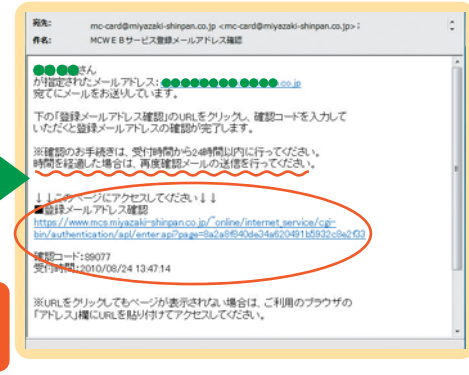 宛先: mc-card@miyazaki-shinpan.co.jp <mc-card@miyazaki-shinpan.co.jp>;
件名: MCWEBサービス登録メールアドレス確認
さん
が指定されたメールアドレス: .co.jp
宛てにメールをお送りしています。
下の「登録メールアドレス確認」のURLをクリックし、確認コードを入力して
いただくと登録メールアドレスの確認が完了します。
※確認のお手続きは、受付時間から24時間以内に行ってください。
時間を経過した場合は、再度確認メールの送信を行ってください。
↓↓このページにアクセスしてください↓↓
■登録メールアドレス確認
https://www.mcs.miyazaki-shinpan.co.jp/~online/internet_service/cgi-
bin/authentication/apl/enter.api?page=8a2a8f640de34a620491b5932c8e2f33
確認コード:89077
受付時間:2010/08/24 13:47:14
※URLをクリックしてもページが表示されない場合は、ご利用のブラウザの
「アドレス」欄にURLを貼り付けてアクセスしてください。